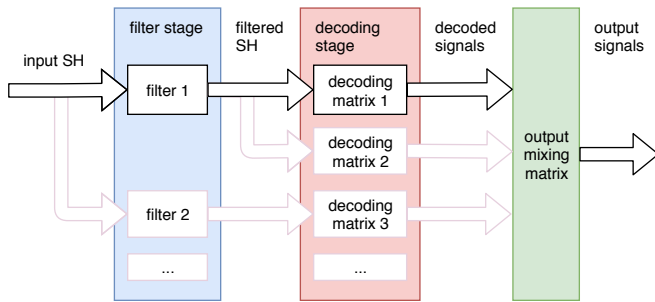 filter stage
filtered
SH
decoding
stage
decoded
signals
output
signals
input SH
filter 1
decoding
matrix 1
decoding
matrix 2
output
mixing
matrix
filter 2
decoding
matrix 3
...
...